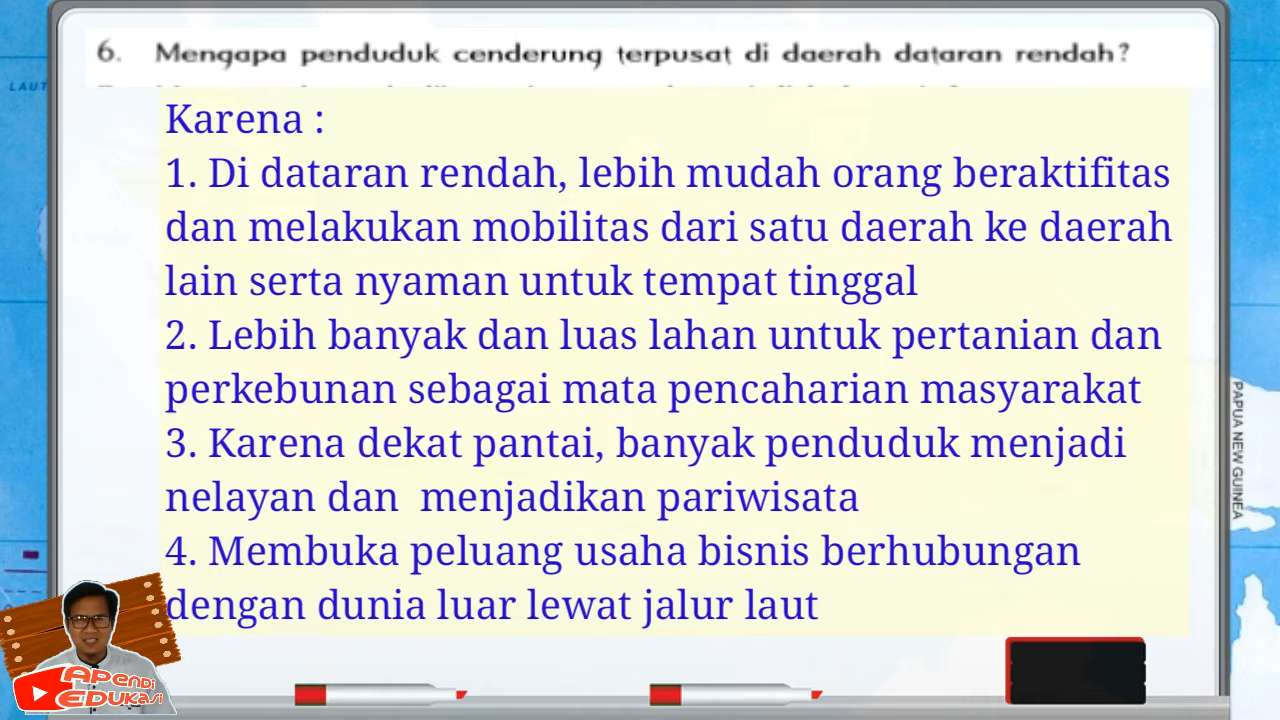 LAUT
6. Mengapa penduduk cenderung terpusat di daerah dataran rendah?
Karena :
1. Di dataran rendah, lebih mudah orang beraktifitas
dan melakukan mobilitas dari satu daerah ke daerah
lain serta nyaman untuk tempat tinggal
2. Lebih banyak dan luas lahan untuk pertanian dan
perkebunan sebagai mata pencaharian masyarakat
3. Karena dekat pantai, banyak penduduk menjadi
nelayan dan  menjadikan pariwisata
4. Membuka peluang usaha bisnis berhubungan
dengan dunia luar lewat jalur laut
PAPUA NEW GUINEA
APENDI
EDUKASI